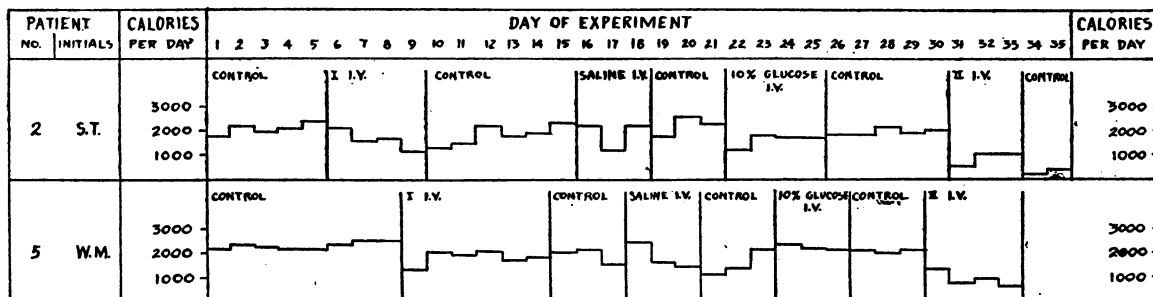 PATIENT CALORIES DAY OF EXPERIMENT CALORIES
NO. INITIALS PER DAY 1 2 3 4 5 6 7 8 9 10 11 12 13 14 15 16 17 18 19 20 21 22 23 24 25 26 27 28 29 30 31 32 33 34 35 PER DAY
CONTROL I I.V. CONTROL SALINE I.V. CONTROL 10% GLUCOSE I.V. CONTROL II I.V. CONTROL
3000 3000
2 S.T. 2000 2000
1000 1000
CONTROL I I.V. CONTROL SALINE I.V. CONTROL 10% GLUCOSE I.V. CONTROL II I.V.
3000 3000
5 W.M. 2000 2000
1000 1000